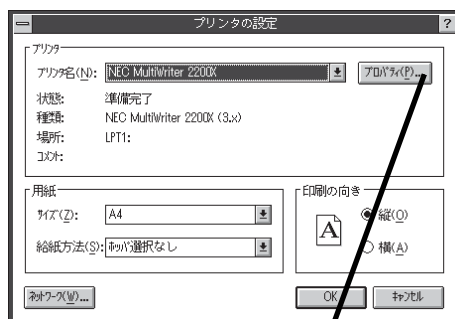 プリンタの設定 ?
プリンタ
プリンタ名(N): NEC MultiWriter 2200X プロパティ(P)...
状態: 準備完了
種類: NEC MultiWriter 2200X (3.x)
場所: LPT1:
コメント:
用紙
サイズ(Z): A4
給紙方法(S): ホッパ選択なし
印刷の向き
A
縦(O)
横(A)
ネットワーク(W)... OK キャンセル